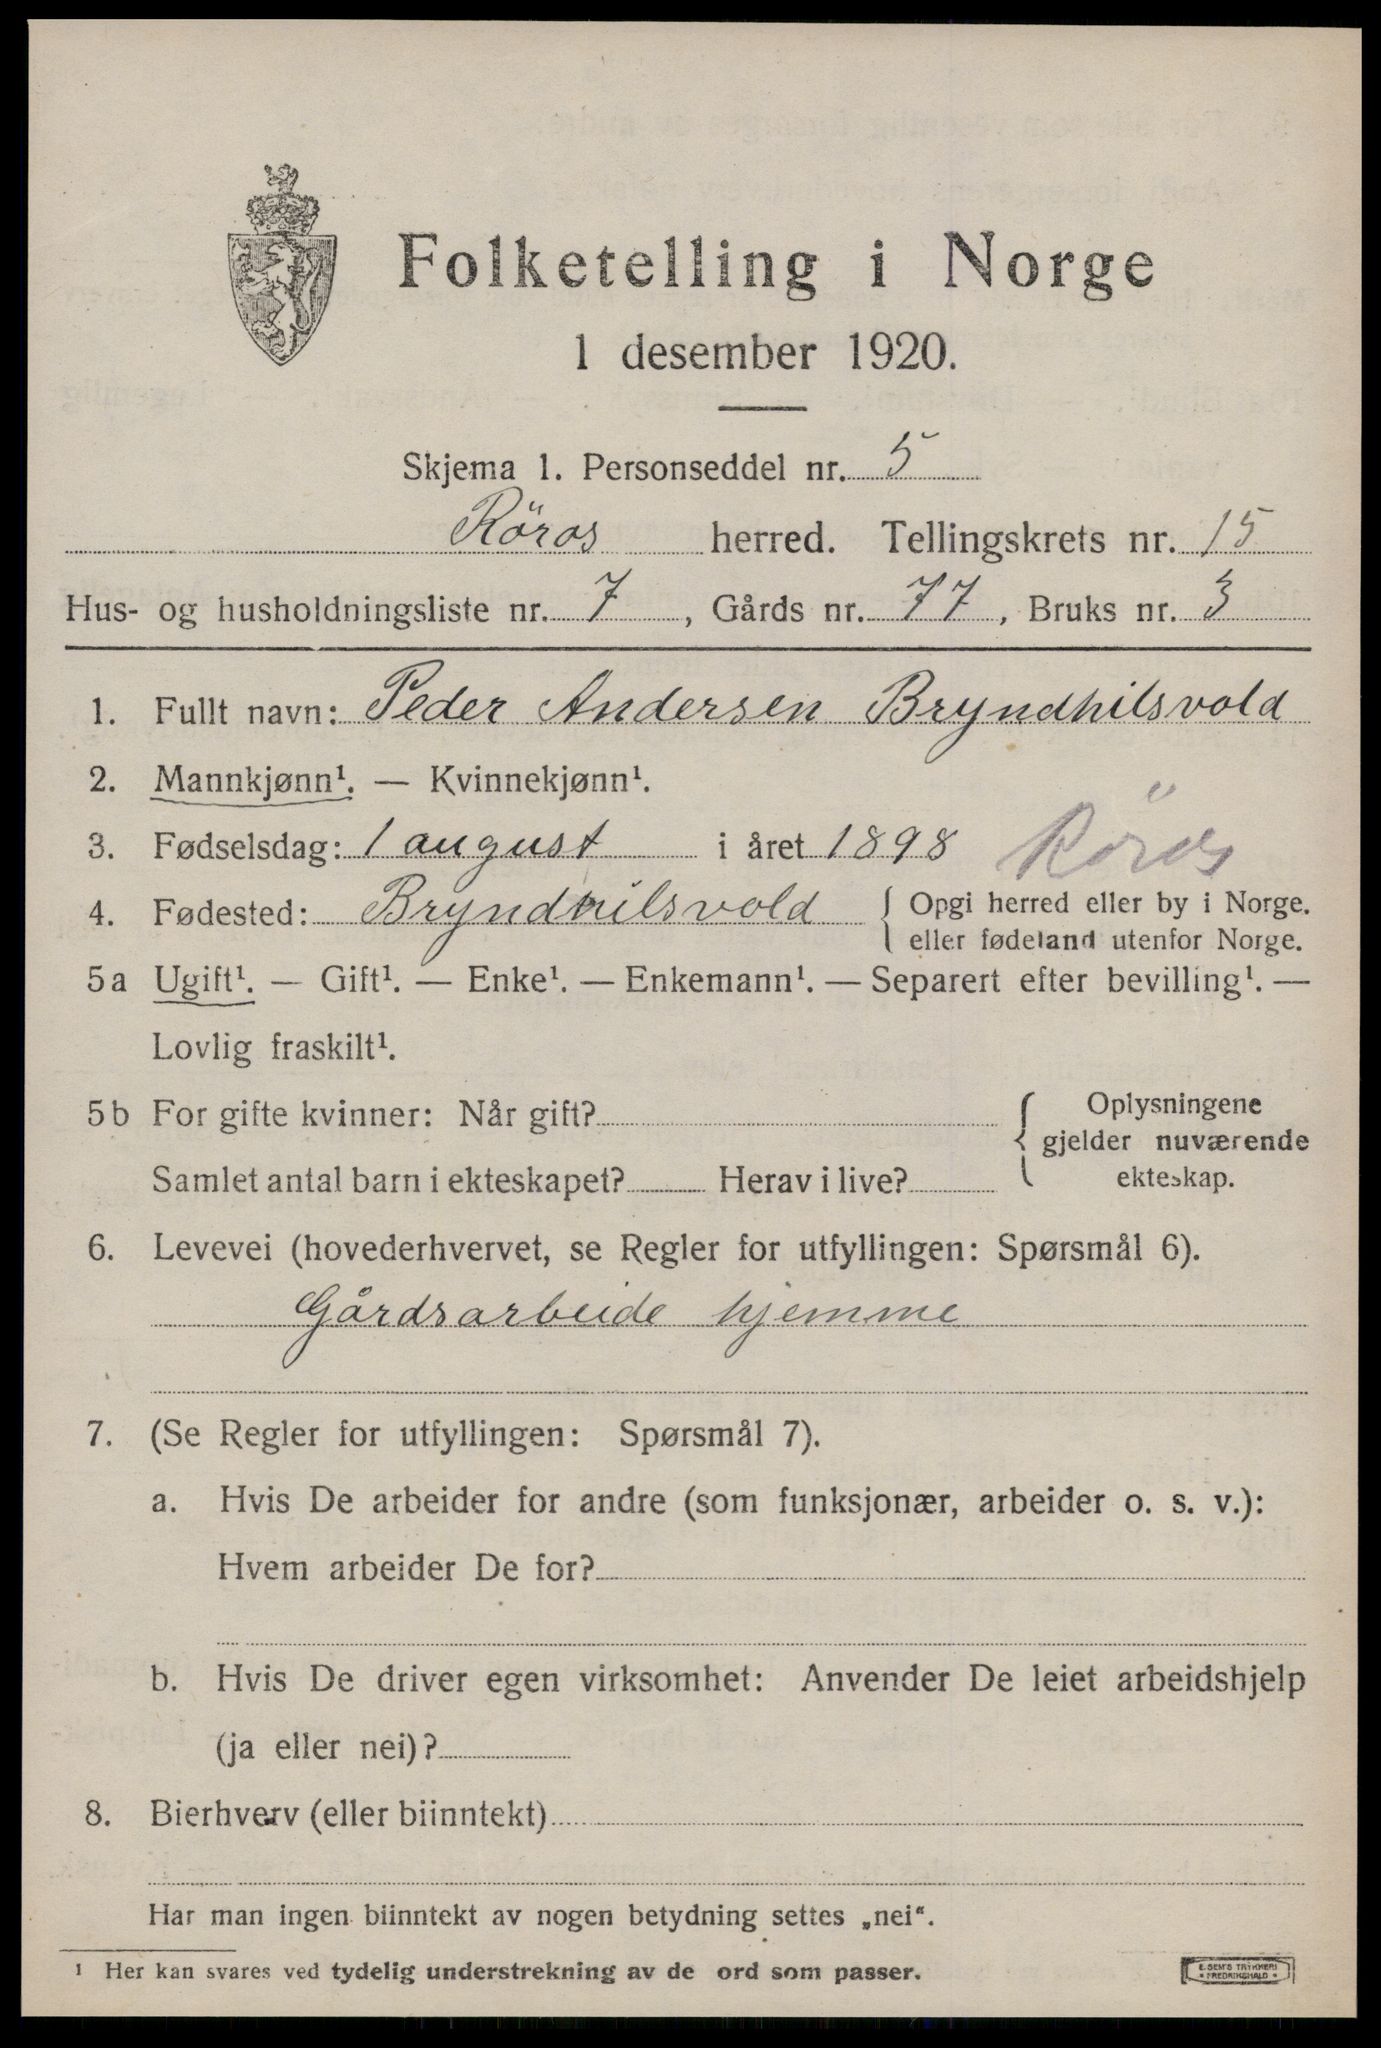 Folketelling i Norge
1 desember 1920.
Skjema 1. Personseddel nr. 5
Röros herred. Tellingskrets nr. 15
Hus- og husholdningsliste nr. 7, Gårds nr. 77, Bruks nr. 3
1. Fullt navn: Peder Andersen Bryndhilsvold
2. Mannkjønn¹. — Kvinnekjønn¹.
3. Fødselsdag: 1 august i året 1898 Röros
4. Fødested: Bryndhilsvold { Opgi herred eller by i Norge.
eller fødeland utenfor Norge.
5a Ugift¹. — Gift¹. — Enke¹. — Enkemann¹. — Separert efter bevilling¹. —
Lovlig fraskilt¹.
5b For gifte kvinner: Når gift? { Oplysningene
gjelder nuværende
Samlet antal barn i ekteskapet? Herav i live? ekteskap.
6. Levevei (hovederhvervet, se Regler for utfyllingen: Spørsmål 6).
Gårdsarbeide hjemme
7. (Se Regler for utfyllingen: Spørsmål 7).
a. Hvis De arbeider for andre (som funksjonær, arbeider o. s. v.):
Hvem arbeider De for?
b. Hvis De driver egen virksomhet: Anvender De leiet arbeidshjelp
(ja eller nei)?
8. Bierhverv (eller biinntekt)
Har man ingen biinntekt av nogen betydning settes „nei“.
¹ Her kan svares ved tydelig understrekning av de ord som passer.
E. SEM'S TRYKKERI
FREDRIKSHALD